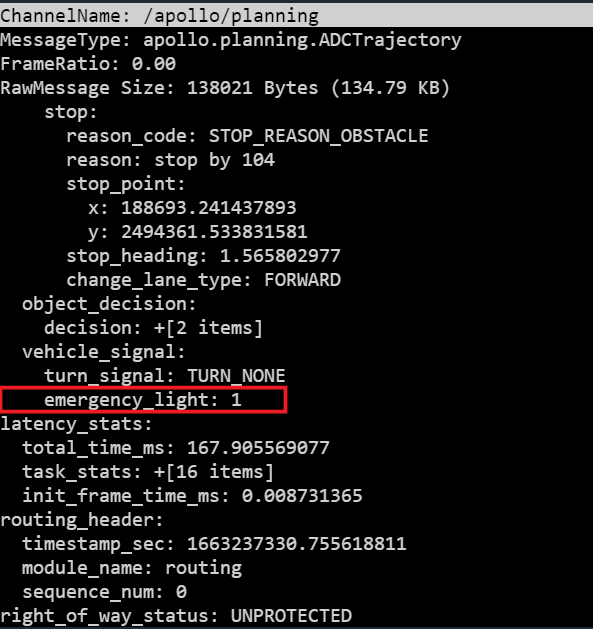 ChannelName: /apollo/planning
MessageType: apollo.planning.ADCTrajectory
FrameRatio: 0.00
RawMessage Size: 138021 Bytes (134.79 KB)
    stop:
      reason_code: STOP_REASON_OBSTACLE
      reason: stop by 104
      stop_point:
        x: 188693.241437893
        y: 2494361.533831581
      stop_heading: 1.565802977
      change_lane_type: FORWARD
  object_decision:
    decision: +[2 items]
  vehicle_signal:
    turn_signal: TURN_NONE
    emergency_light: 1
latency_stats:
  total_time_ms: 167.905569077
  task_stats: +[16 items]
  init_frame_time_ms: 0.008731365
routing_header:
  timestamp_sec: 1663237330.755618811
  module_name: routing
  sequence_num: 0
right_of_way_status: UNPROTECTED